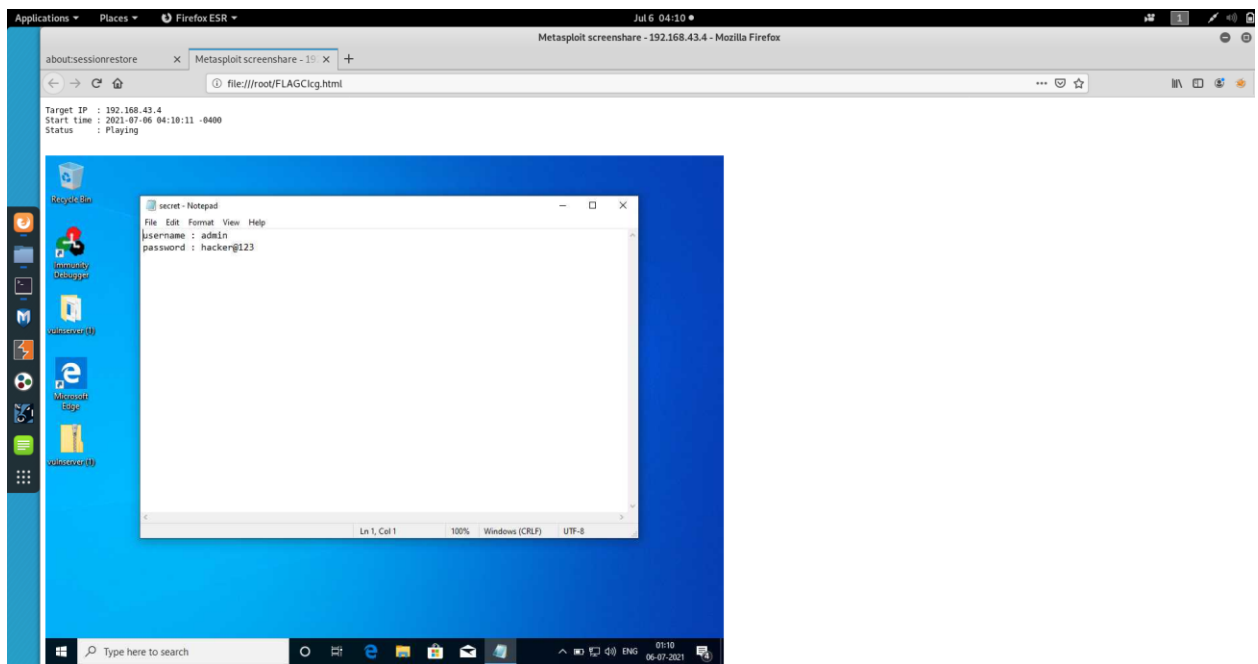 Applications Places Firefox ESR Jul 6 04:10 1
Metasploit screenshare - 192.168.43.4 - Mozilla Firefox
about:sessionrestore Metasploit screenshare - 19
file:///root/FLAGClcg.html
Target IP : 192.168.43.4
Start time : 2021-07-06 04:10:11 -0400
Status : Playing
Recycle Bin
secret - Notepad
File Edit Format View Help
username : admin
password : hacker@123
Immunity
Debugger
vulnserver (1)
Microsoft
Edge
vulnserver (1)
Ln 1, Col 1 100% Windows (CRLF) UTF-8
Type here to search
ENG
01:10
06-07-2021
4